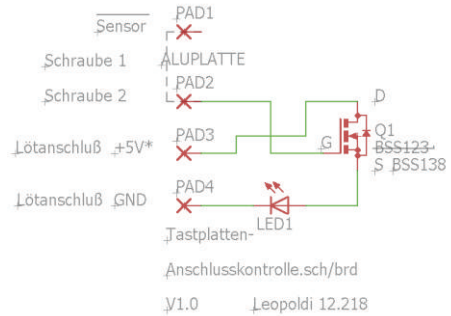 PAD1
Sensor
Schraube 1 ALUPLATTE
Schraube 2 PAD2
D
Lötanschluß +5V* PAD3
G Q1
BSS123
S BSS138
Lötanschluß GND PAD4
LED1
Tastplatten-
Anschlusskontrolle.sch/brd
V1.0 Leopoldi 12.218